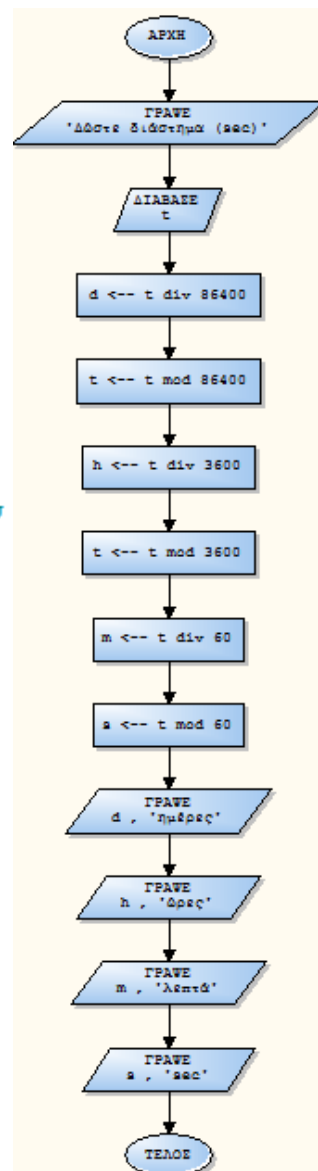 ΑΡΧΗ
ΓΡΑΨΕ
'Δώστε διάστημα (sec)'
ΔΙΑΒΑΣΕ
t
d <-- t div 86400
t <-- t mod 86400
h <-- t div 3600
t <-- t mod 3600
m <-- t div 60
s <-- t mod 60
ΓΡΑΨΕ
d , 'ημέρες'
ΓΡΑΨΕ
h , 'ώρες'
ΓΡΑΨΕ
m , 'λεπτά'
ΓΡΑΨΕ
s , 'sec'
ΤΕΛΟΣ